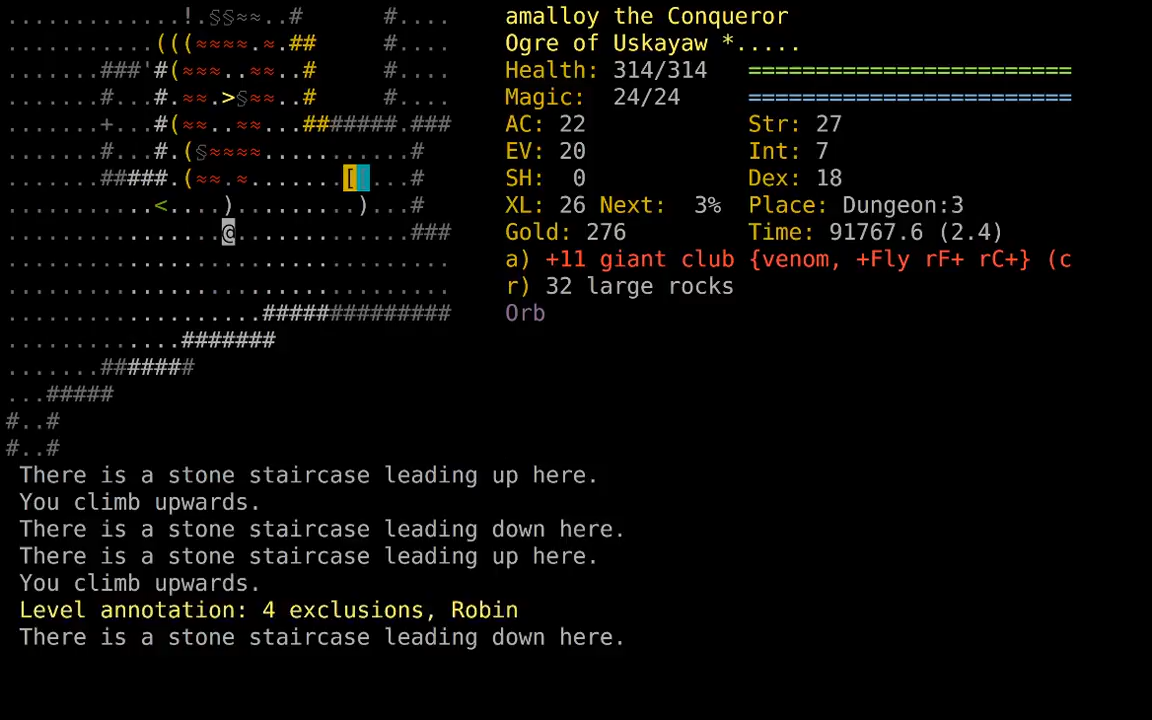 ............!.§§≈≈..#      #....
...........(((≈≈≈≈.≈.##     #....
.......###'#(≈≈≈..≈≈..#     #....
.......#...#.≈≈.>§≈≈..#     #....
.......+...#(≈≈..≈≈...#######.###
.......#...#.(§≈≈≈≈...........#
.......#####.(≈≈.≈.......[ ...#
...........<....).........)...#
................@.............###
.................................
.................................
...................##############
.............#######
.......#######
...#####
#..#
#..#
amalloy the Conqueror
Ogre of Uskayaw *.....
Health: 314/314 ========================
Magic: 24/24 ========================
AC: 22 Str: 27
EV: 20 Int: 7
SH: 0 Dex: 18
XL: 26 Next: 3% Place: Dungeon:3
Gold: 276 Time: 91767.6 (2.4)
a) +11 giant club {venom, +Fly rF+ rC+} (c
r) 32 large rocks
Orb
There is a stone staircase leading up here.
You climb upwards.
There is a stone staircase leading down here.
There is a stone staircase leading up here.
You climb upwards.
Level annotation: 4 exclusions, Robin
There is a stone staircase leading down here.